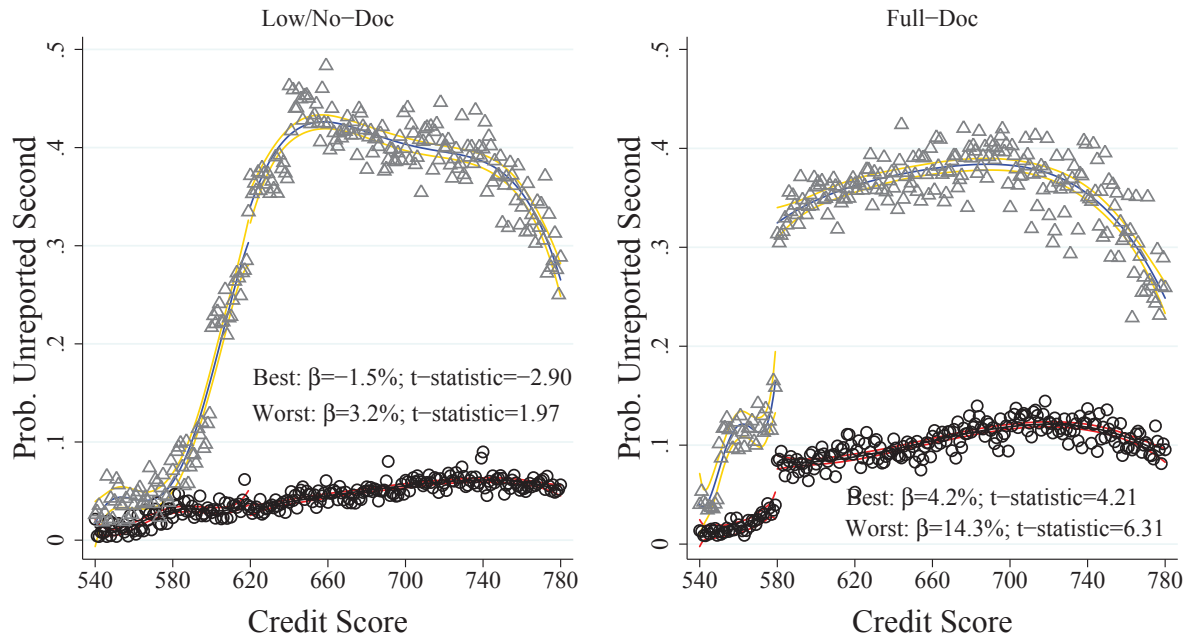 Low/No−Doc
Prob. Unreported Second
.5
.4
.3
.2
.1
0
Best: β=−1.5%; t−statistic=−2.90
Worst: β=3.2%; t−statistic=1.97
540 580 620 660 700 740 780
Credit Score
Full−Doc
Prob. Unreported Second
.5
.4
.3
.2
.1
0
Best: β=4.2%; t−statistic=4.21
Worst: β=14.3%; t−statistic=6.31
540 580 620 660 700 740 780
Credit Score